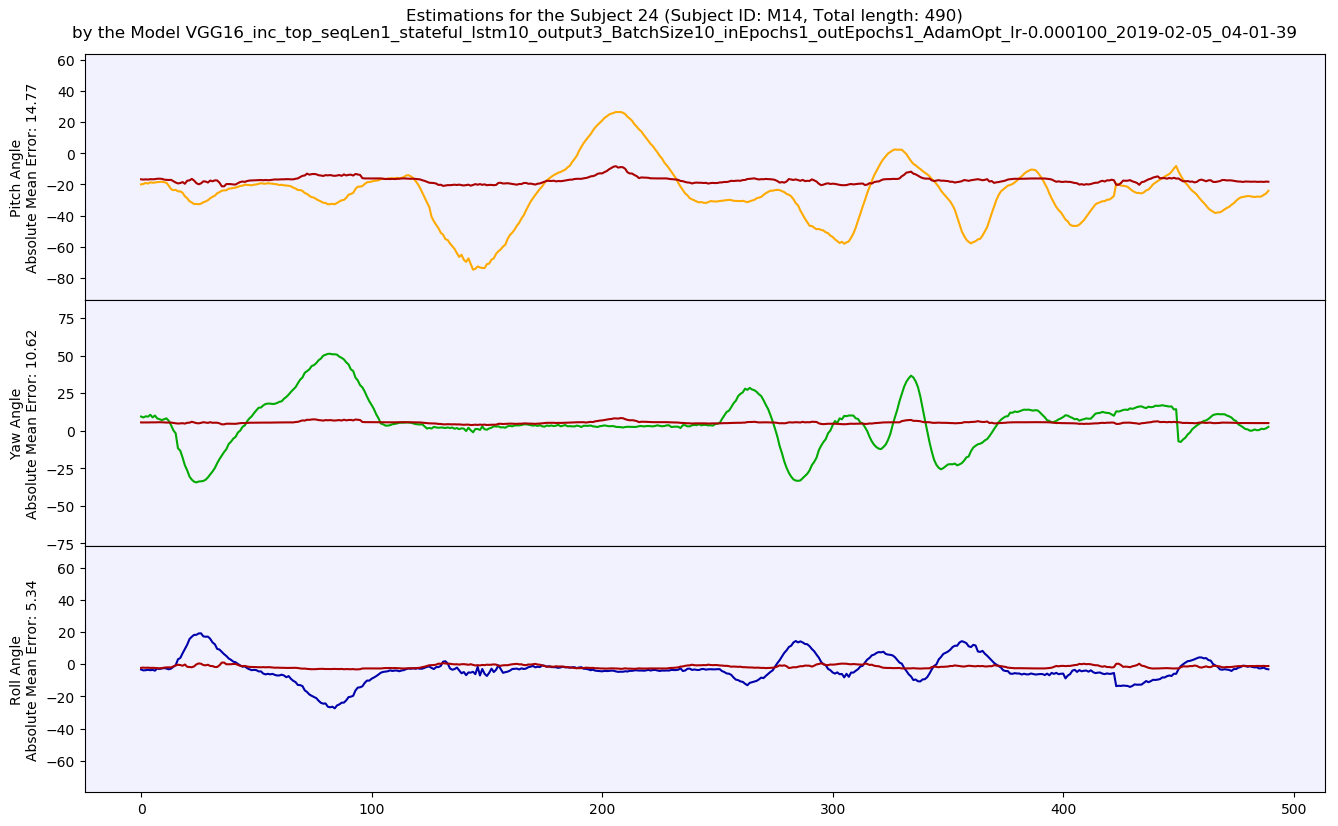 Estimations for the Subject 24 (Subject ID: M14, Total length: 490)
by the Model VGG16_inc_top_seqLen1_stateful_lstm10_output3_BatchSize10_inEpochs1_outEpochs1_AdamOpt_lr-0.000100_2019-02-05_04-01-39
Pitch Angle
Absolute Mean Error: 14.77
60
40
20
0
−20
−40
−60
−80
Yaw Angle
Absolute Mean Error: 10.62
75
50
25
0
−25
−50
−75
Roll Angle
Absolute Mean Error: 5.34
60
40
20
0
−20
−40
−60
0 100 200 300 400 500